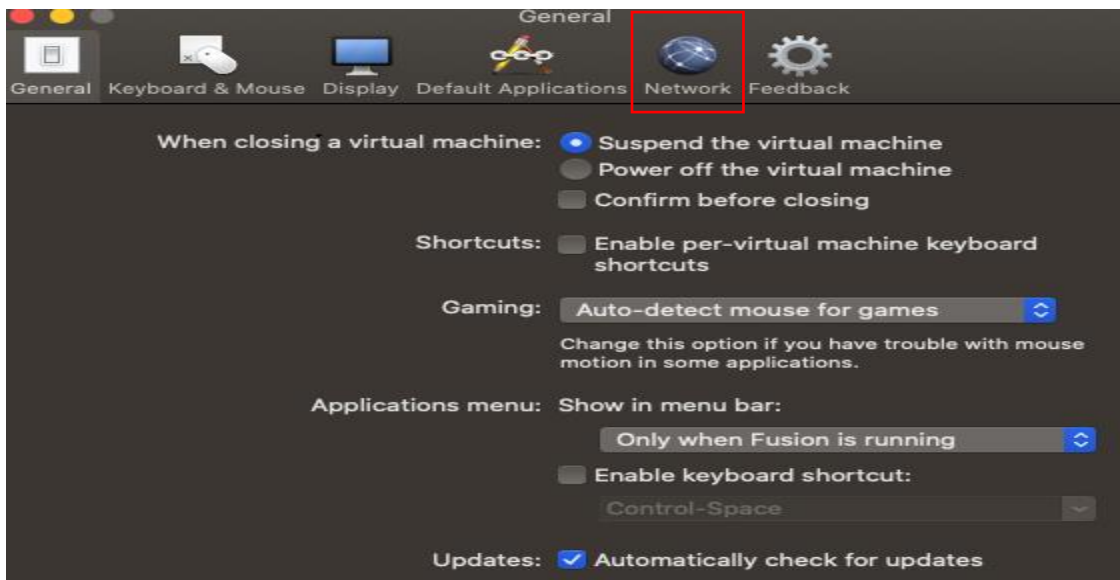 General
General Keyboard & Mouse Display Default Applications Network Feedback
When closing a virtual machine: Suspend the virtual machine
Power off the virtual machine
Confirm before closing
Shortcuts: Enable per-virtual machine keyboard
shortcuts
Gaming: Auto-detect mouse for games
Change this option if you have trouble with mouse
motion in some applications.
Applications menu: Show in menu bar:
Only when Fusion is running
Enable keyboard shortcut:
Control-Space
Updates: Automatically check for updates